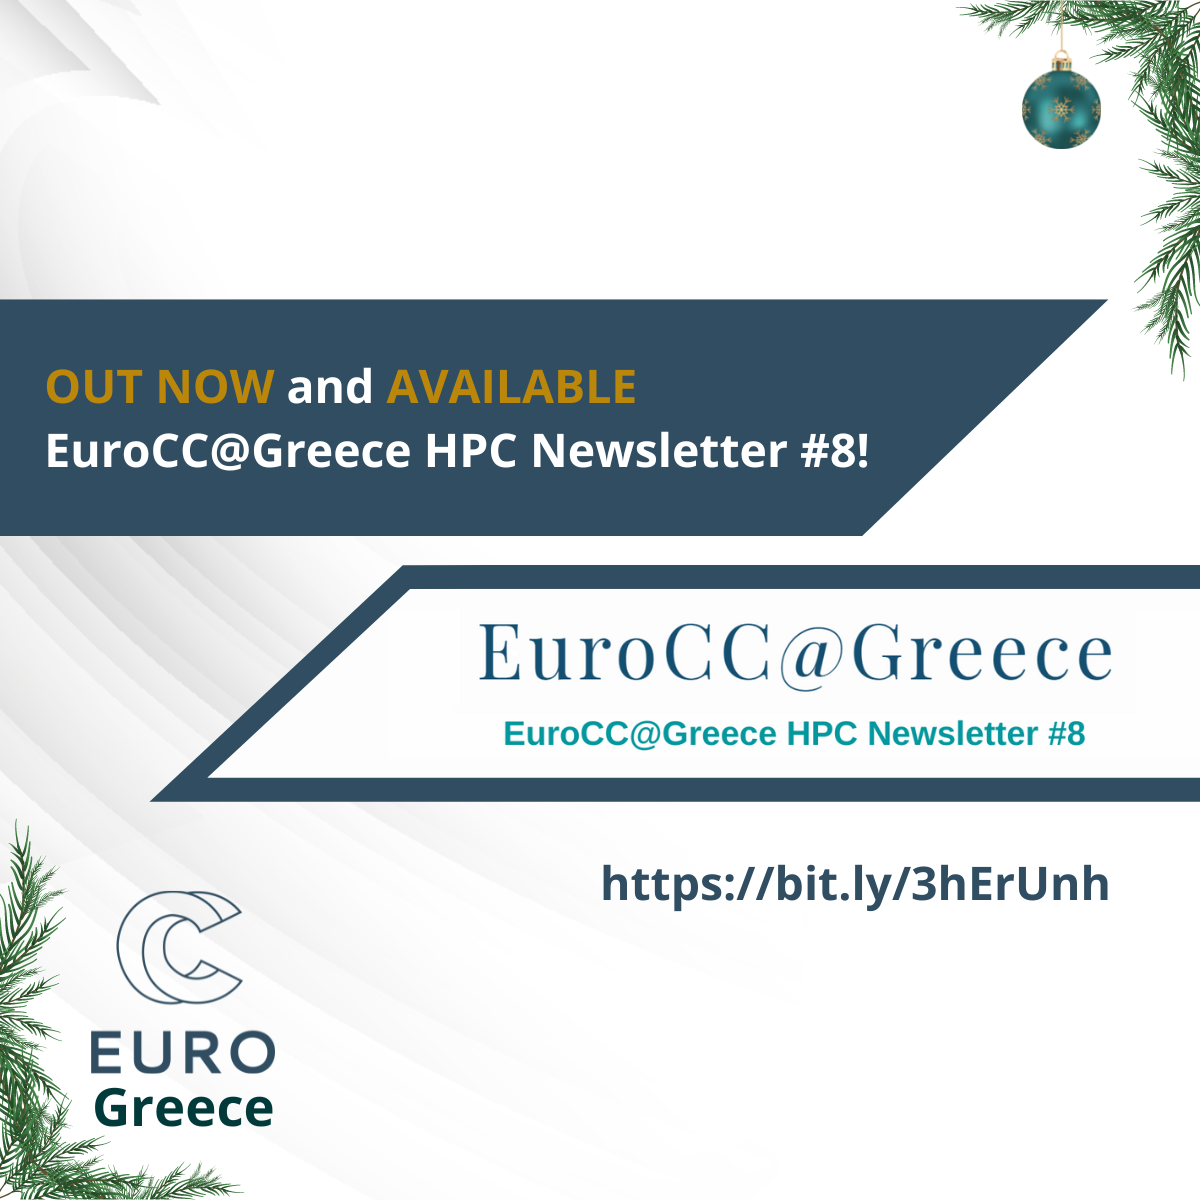 OUT NOW and AVAILABLE
EuroCC@Greece HPC Newsletter #8!
EuroCC@Greece
EuroCC@Greece HPC Newsletter #8
https://bit.ly/3hErUnh
CC
EURO
Greece